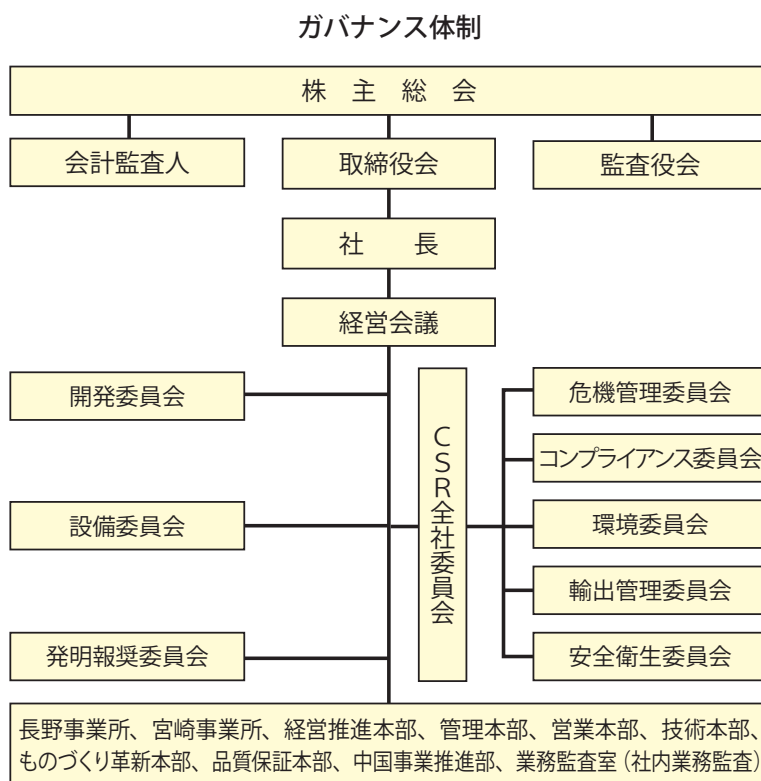 ガバナンス体制
株主総会
会計監査人
取締役会
監査役会
社長
経営会議
開発委員会
設備委員会
発明報奨委員会
CSR全社委員会
危機管理委員会
コンプライアンス委員会
環境委員会
輸出管理委員会
安全衛生委員会
長野事業所、宮崎事業所、経営推進本部、管理本部、営業本部、技術本部、
ものづくり革新本部、品質保証本部、中国事業推進部、業務監査室（社内業務監査）